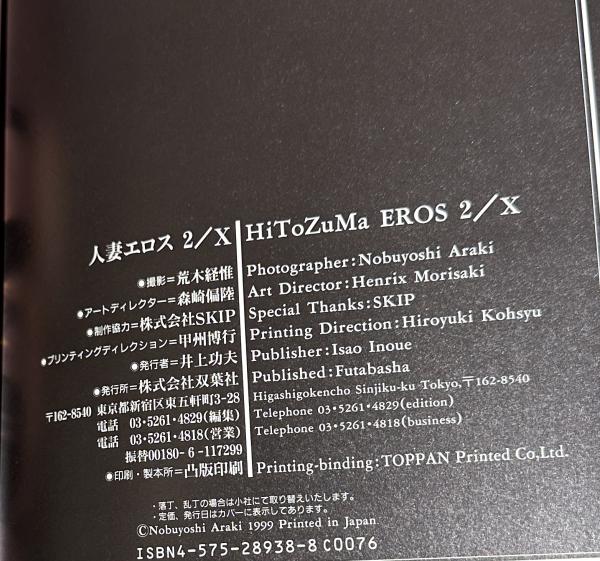 人妻エロス 2/X
●撮影=荒木経惟
●アートディレクター=森崎偏陸
●制作協力=株式会社SKIP
●プリンティングディレクション=甲州博行
●発行者=井上功夫
●発行所=株式会社双葉社
〒162-8540 東京都新宿区東五軒町3-28
電話 03・5261・4829(編集)
電話 03・5261・4818(営業)
振替00180-6-117299
●印刷・製本所=凸版印刷
HiToZuMa EROS 2/X
Photographer:Nobuyoshi Araki
Art Director:Henrix Morisaki
Special Thanks:SKIP
Printing Direction:Hiroyuki Kohsyu
Publisher:Isao Inoue
Published:Futabasha
Higashigokencho Sinjiku-ku Tokyo,〒162-8540
Telephone 03・5261・4829(edition)
Telephone 03・5261・4818(business)
Printing-binding:TOPPAN Printed Co,Ltd.
・落丁、乱丁の場合は小社にて取り替えいたします。
・定価、発行日はカバーに表示してあります。
©Nobuyoshi Araki 1999 Printed in Japan
ISBN4-575-28938-8 C0076